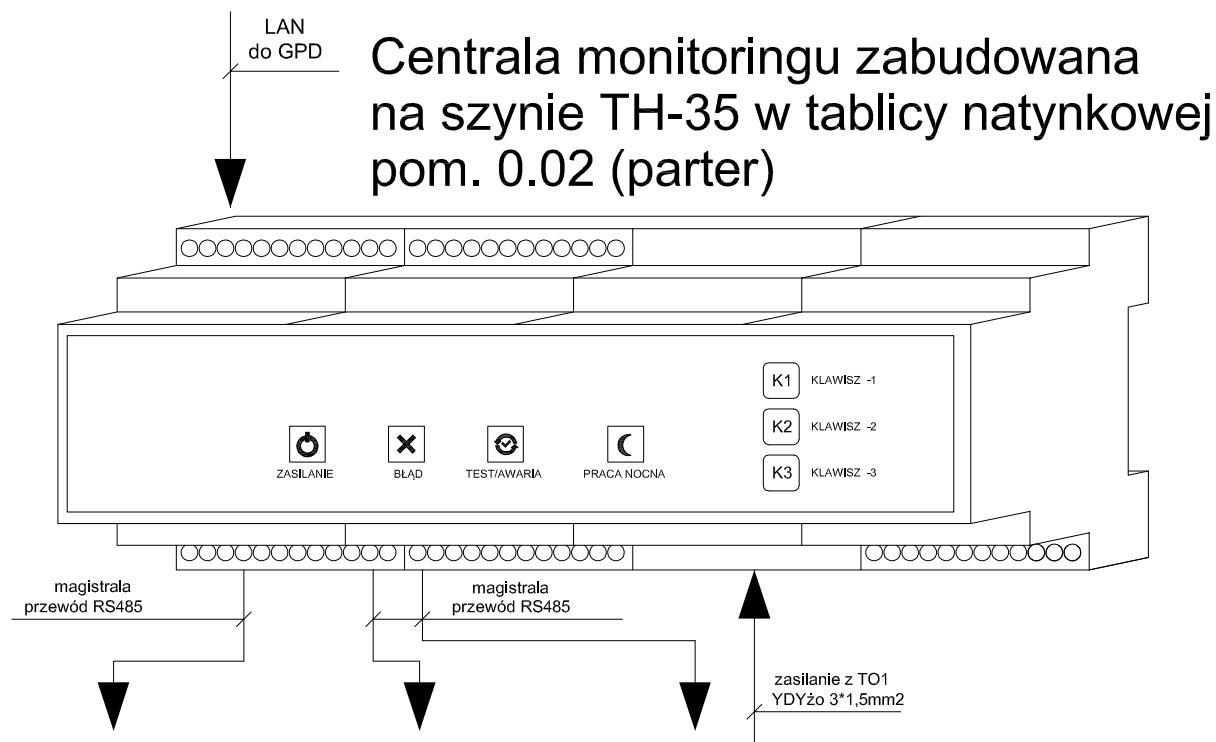 LAN
do GPD
Centrala monitoringu zabudowana
na szynie TH-35 w tablicy natynkowej
pom. 0.02 (parter)
K1 KLAWISZ -1
K2 KLAWISZ -2
K3 KLAWISZ -3
ZASILANIE BŁĄD TEST/AWARIA PRACA NOCNA
magistrala
przewód RS485
magistrala
przewód RS485
zasilanie z TO1
YDYżo 3*1,5mm2